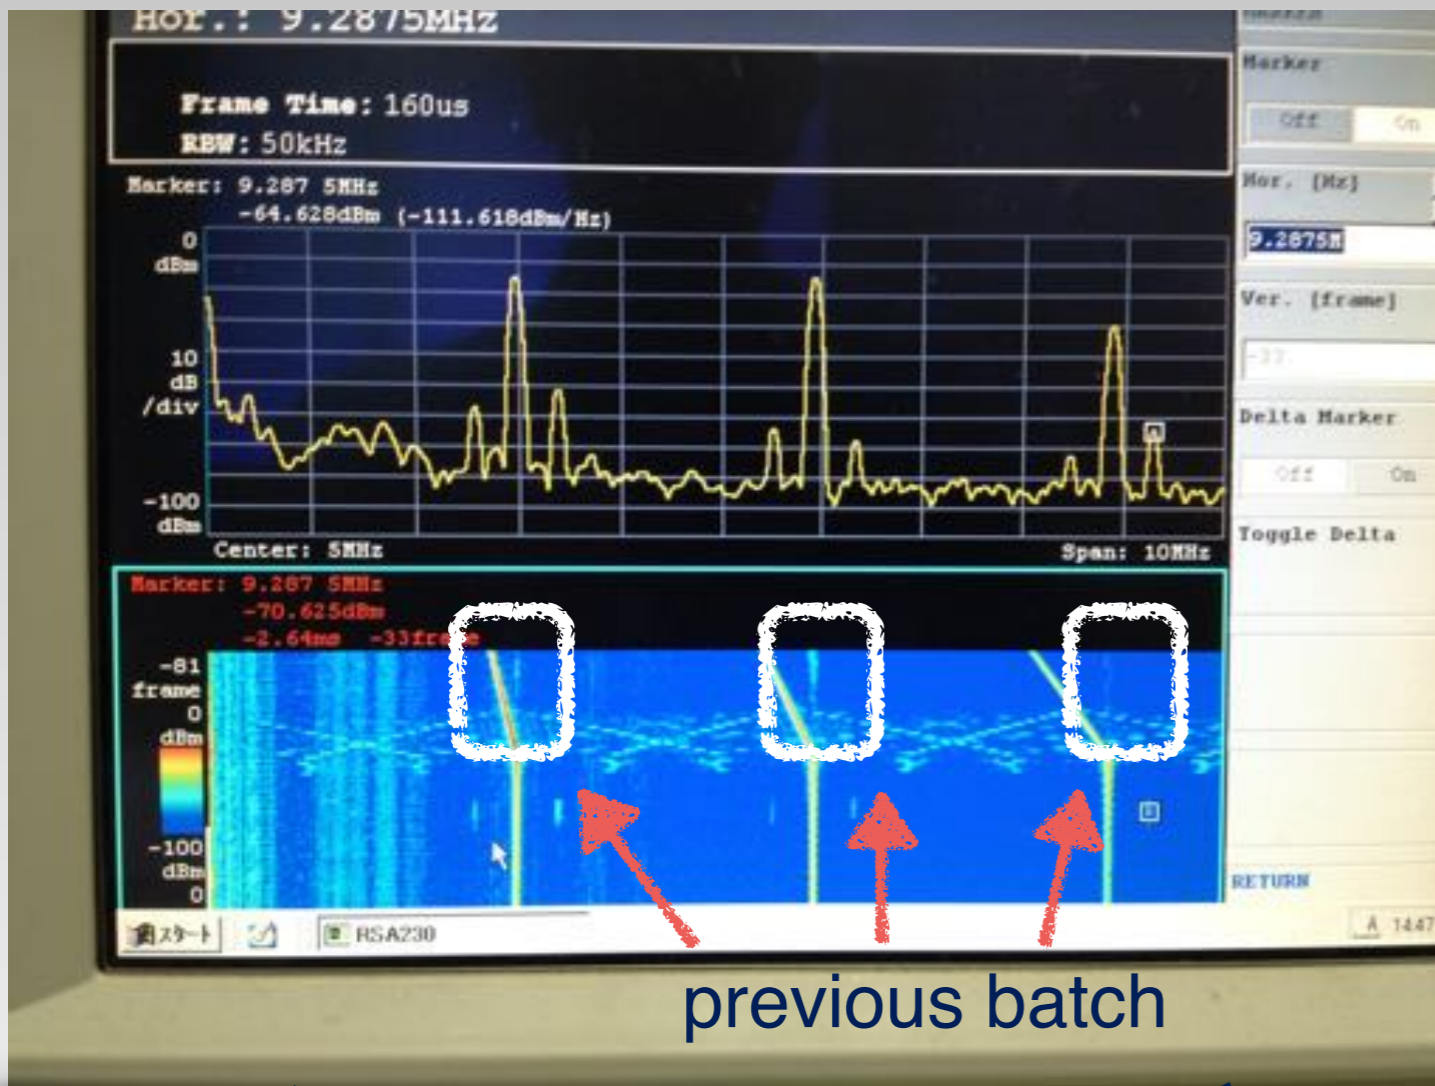 Hor.: 9.2875MHz
Frame Time: 160us
RBW: 50kHz
Marker: 9.287 5MHz
-64.628dBm (-111.618dBm/Hz)
0
dBm
10
dB
/div
-100
dBm
Center: 5MHz
Span: 10MHz
Marker: 9.287 5MHz
-70.625dBm
-2.64ms -33frame
-81
frame
0
dBm
-100
dBm
0
スタート
RSA230
Marker
Off On
Hor. [Hz]
9.2875M
Ver. [frame]
-33.
Delta Marker
Off On
Toggle Delta
RETURN
A 1447
previous batch